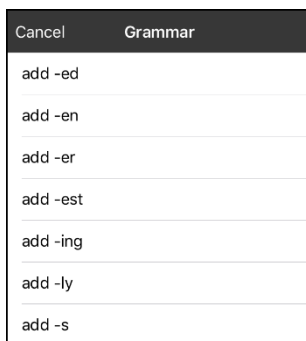 Cancel Grammar
add -ed
add -en
add -er
add -est
add -ing
add -ly
add -s